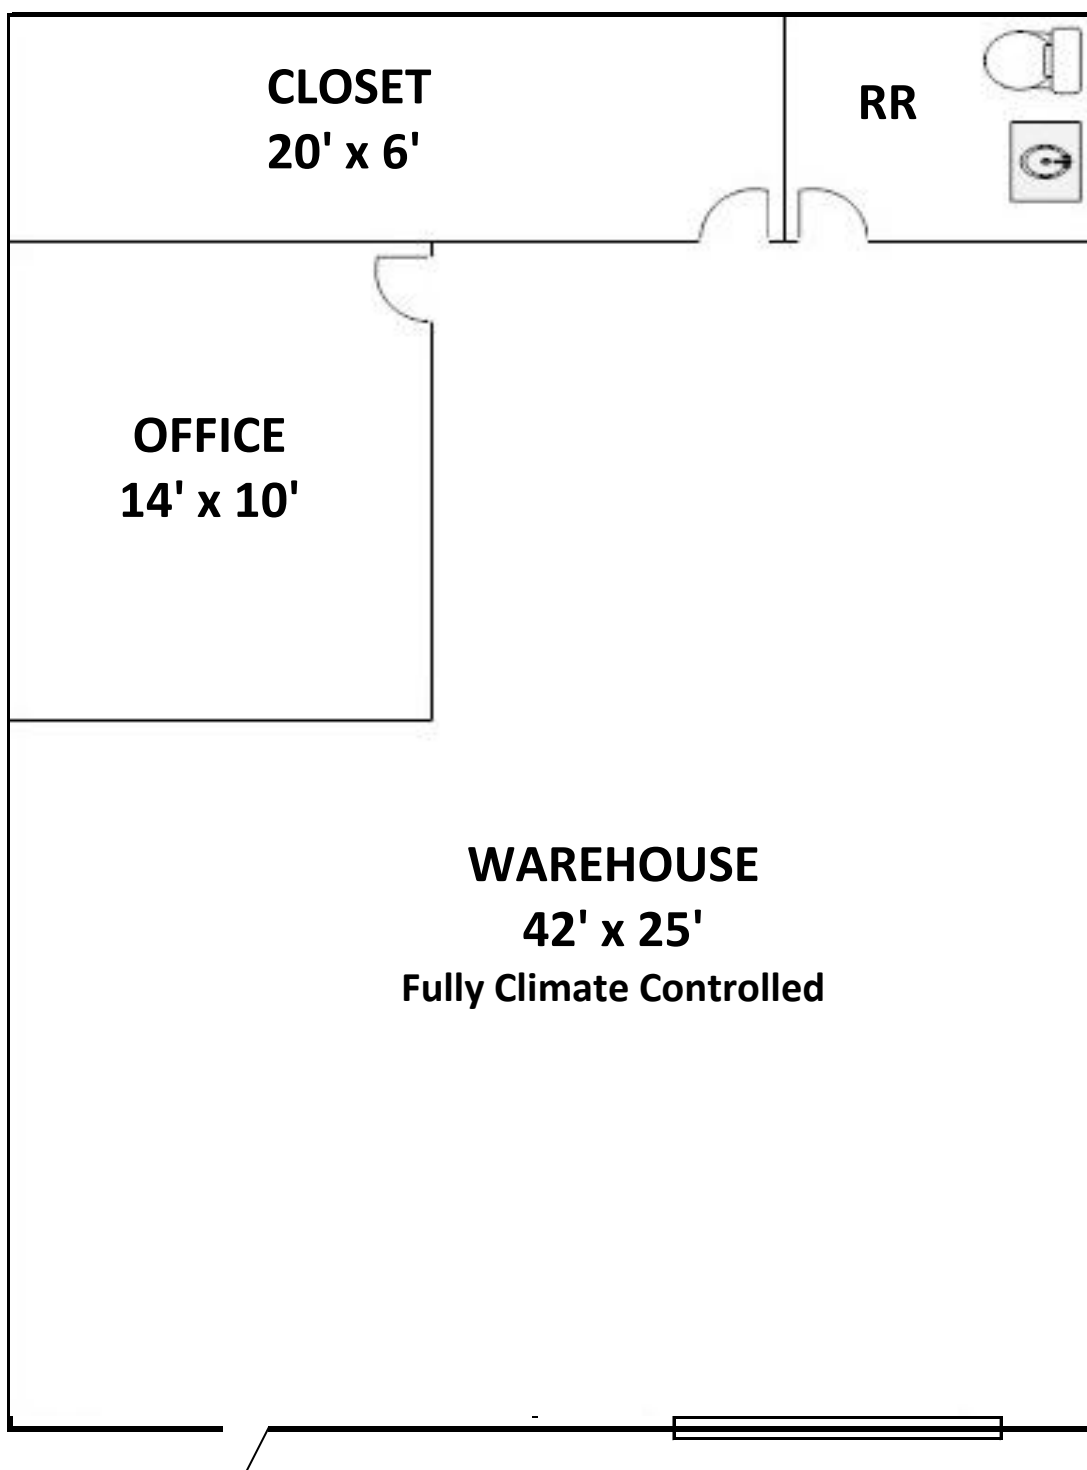 CLOSET
20' x 6'
RR
OFFICE
14' x 10'
WAREHOUSE
42' x 25'
Fully Climate Controlled